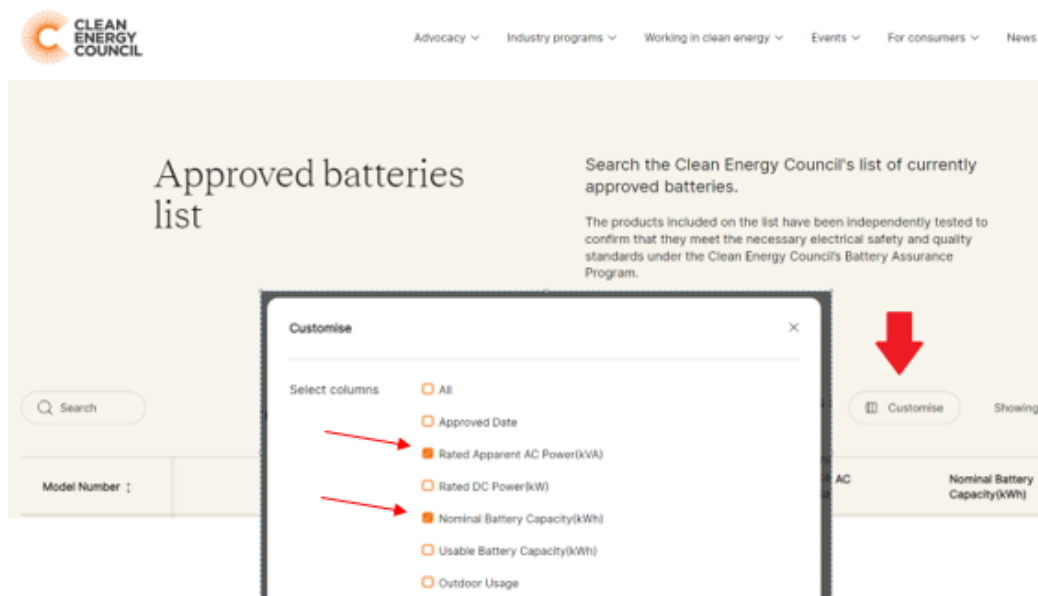 CLEAN
ENERGY
COUNCIL
Advocacy
Industry programs
Working in clean energy
Events
For consumers
News
Approved batteries
list
Search the Clean Energy Council's list of currently
approved batteries.
The products included on the list have been independently tested to
confirm that they meet the necessary electrical safety and quality
standards under the Clean Energy Council's Battery Assurance
Program.
Customise
Select columns
All
Approved Date
Rated Apparent AC Power(kVA)
Rated DC Power(kW)
Nominal Battery Capacity(kWh)
Usable Battery Capacity(kWh)
Outdoor Usage
Search
Customise
Showing
Model Number
AC
Nominal Battery
Capacity(kWh)